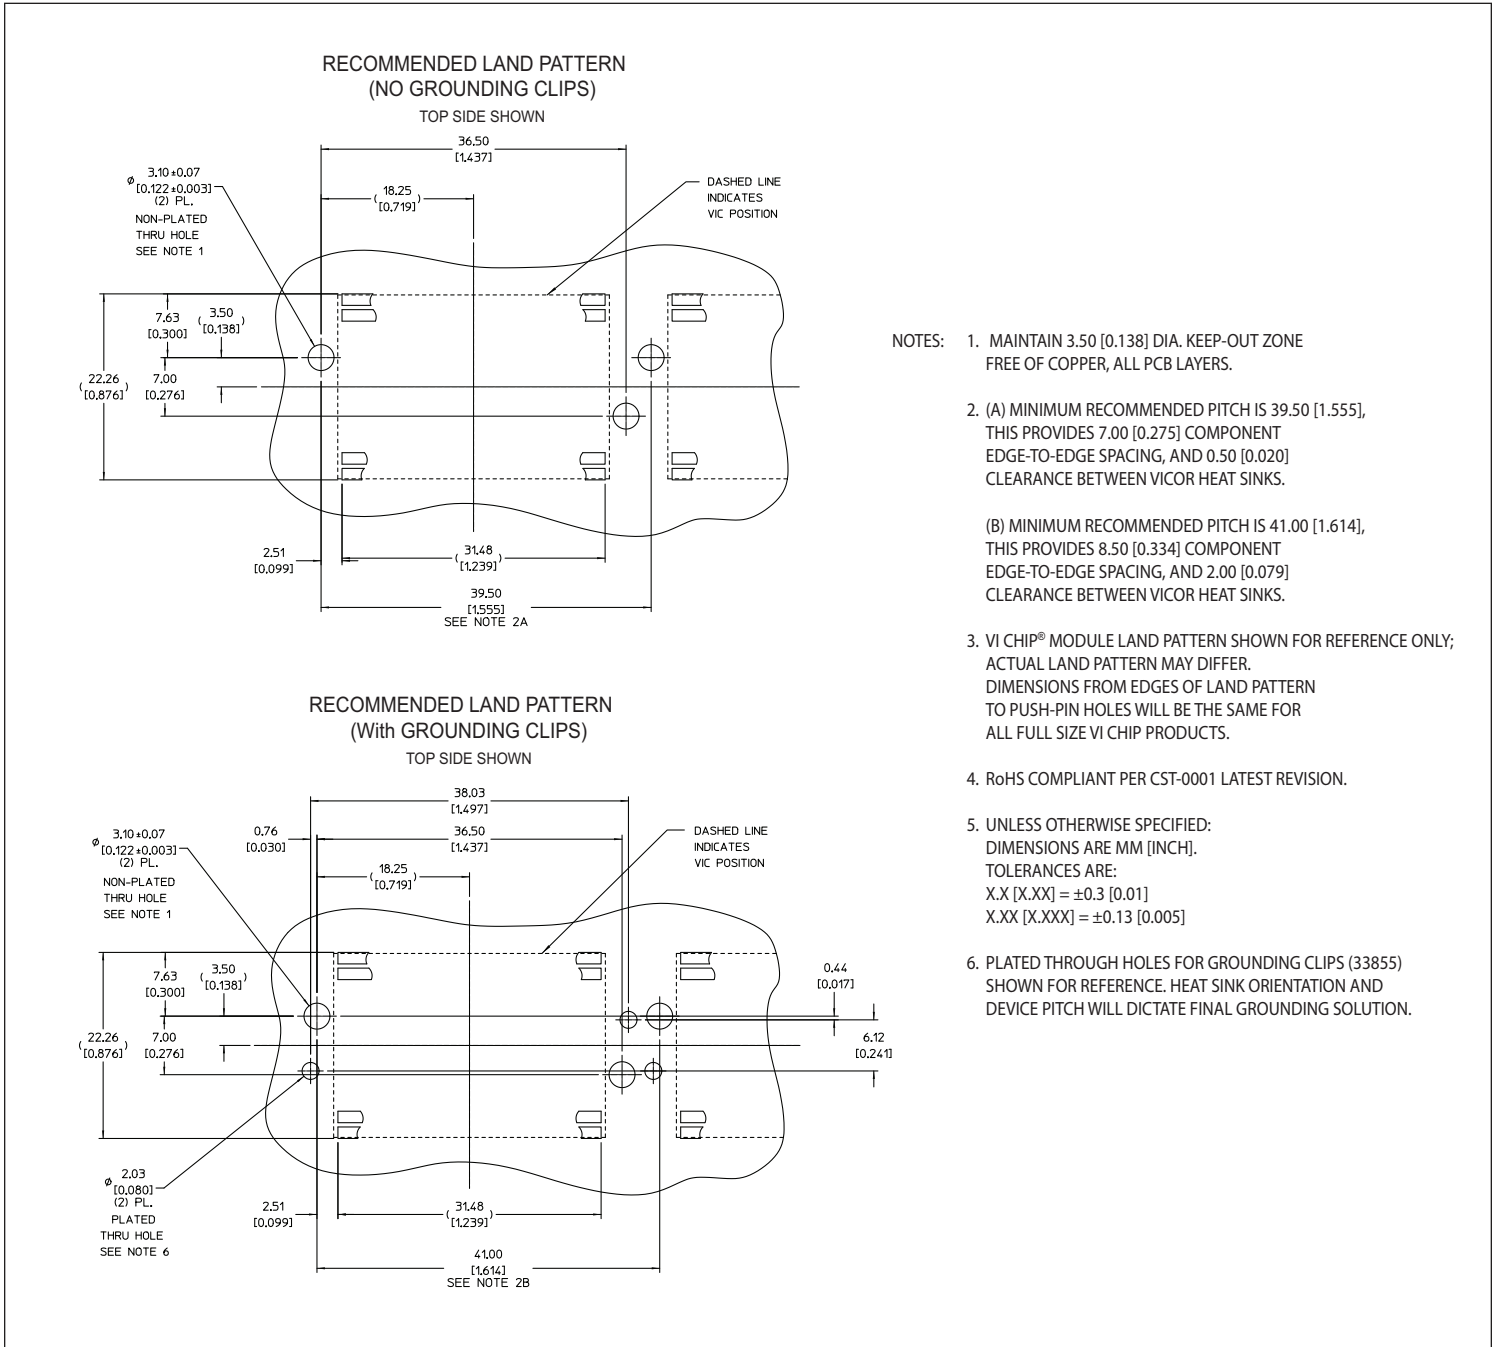 RECOMMENDED LAND PATTERN
(NO GROUNDING CLIPS)
TOP SIDE SHOWN
36.50
[1.437]
ø 3.10 ±0.07
[0.122 ±0.003]
(2) PL.
NON-PLATED
THRU HOLE
SEE NOTE 1
(18.25)
[0.719]
DASHED LINE
INDICATES
VIC POSITION
7.63
[0.300]
(3.50)
[0.138]
(22.26)
[0.876]
7.00
[0.276]
2.51
[0.099]
(31.48)
[1.239]
39.50
[1.555]
SEE NOTE 2A
RECOMMENDED LAND PATTERN
(With GROUNDING CLIPS)
TOP SIDE SHOWN
38.03
[1.497]
0.76
[0.030]
36.50
[1.437]
ø 3.10 ±0.07
[0.122 ±0.003]
(2) PL.
NON-PLATED
THRU HOLE
SEE NOTE 1
(18.25)
[0.719]
DASHED LINE
INDICATES
VIC POSITION
7.63
[0.300]
(3.50)
[0.138]
0.44
[0.017]
(22.26)
[0.876]
7.00
[0.276]
6.12
[0.241]
ø 2.03
[0.080]
(2) PL.
PLATED
THRU HOLE
SEE NOTE 6
2.51
[0.099]
(31.48)
[1.239]
41.00
[1.614]
SEE NOTE 2B
NOTES: 1. MAINTAIN 3.50 [0.138] DIA. KEEP-OUT ZONE
FREE OF COPPER, ALL PCB LAYERS.
2. (A) MINIMUM RECOMMENDED PITCH IS 39.50 [1.555],
THIS PROVIDES 7.00 [0.275] COMPONENT
EDGE-TO-EDGE SPACING, AND 0.50 [0.020]
CLEARANCE BETWEEN VICOR HEAT SINKS.
(B) MINIMUM RECOMMENDED PITCH IS 41.00 [1.614],
THIS PROVIDES 8.50 [0.334] COMPONENT
EDGE-TO-EDGE SPACING, AND 2.00 [0.079]
CLEARANCE BETWEEN VICOR HEAT SINKS.
3. VI CHIP® MODULE LAND PATTERN SHOWN FOR REFERENCE ONLY;
ACTUAL LAND PATTERN MAY DIFFER.
DIMENSIONS FROM EDGES OF LAND PATTERN
TO PUSH-PIN HOLES WILL BE THE SAME FOR
ALL FULL SIZE VI CHIP PRODUCTS.
4. RoHS COMPLIANT PER CST-0001 LATEST REVISION.
5. UNLESS OTHERWISE SPECIFIED:
DIMENSIONS ARE MM [INCH].
TOLERANCES ARE:
X.X [X.XX] = ±0.3 [0.01]
X.XX [X.XXX] = ±0.13 [0.005]
6. PLATED THROUGH HOLES FOR GROUNDING CLIPS (33855)
SHOWN FOR REFERENCE. HEAT SINK ORIENTATION AND
DEVICE PITCH WILL DICTATE FINAL GROUNDING SOLUTION.